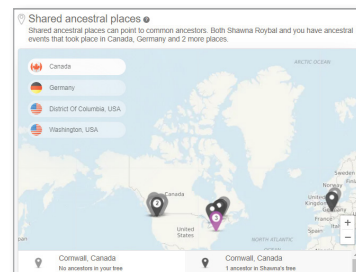 Shared ancestral places
Shared ancestral places can point to common ancestors. Both Shawna Roybal and you have ancestral
events that took place in Canada, Germany and 2 more places.
Canada
Germany
District Of Columbia, USA
Washington, USA
ARCTIC OCEAN
Canada
United States
NORTH ATLANTIC
Sweden
Norway
United
Kingdom
Germany
France
Spain
2
3
+
−
Cornwall, Canada
No ancestors in your tree
Cornwall, Canada
1 ancestor in Shawna's tree